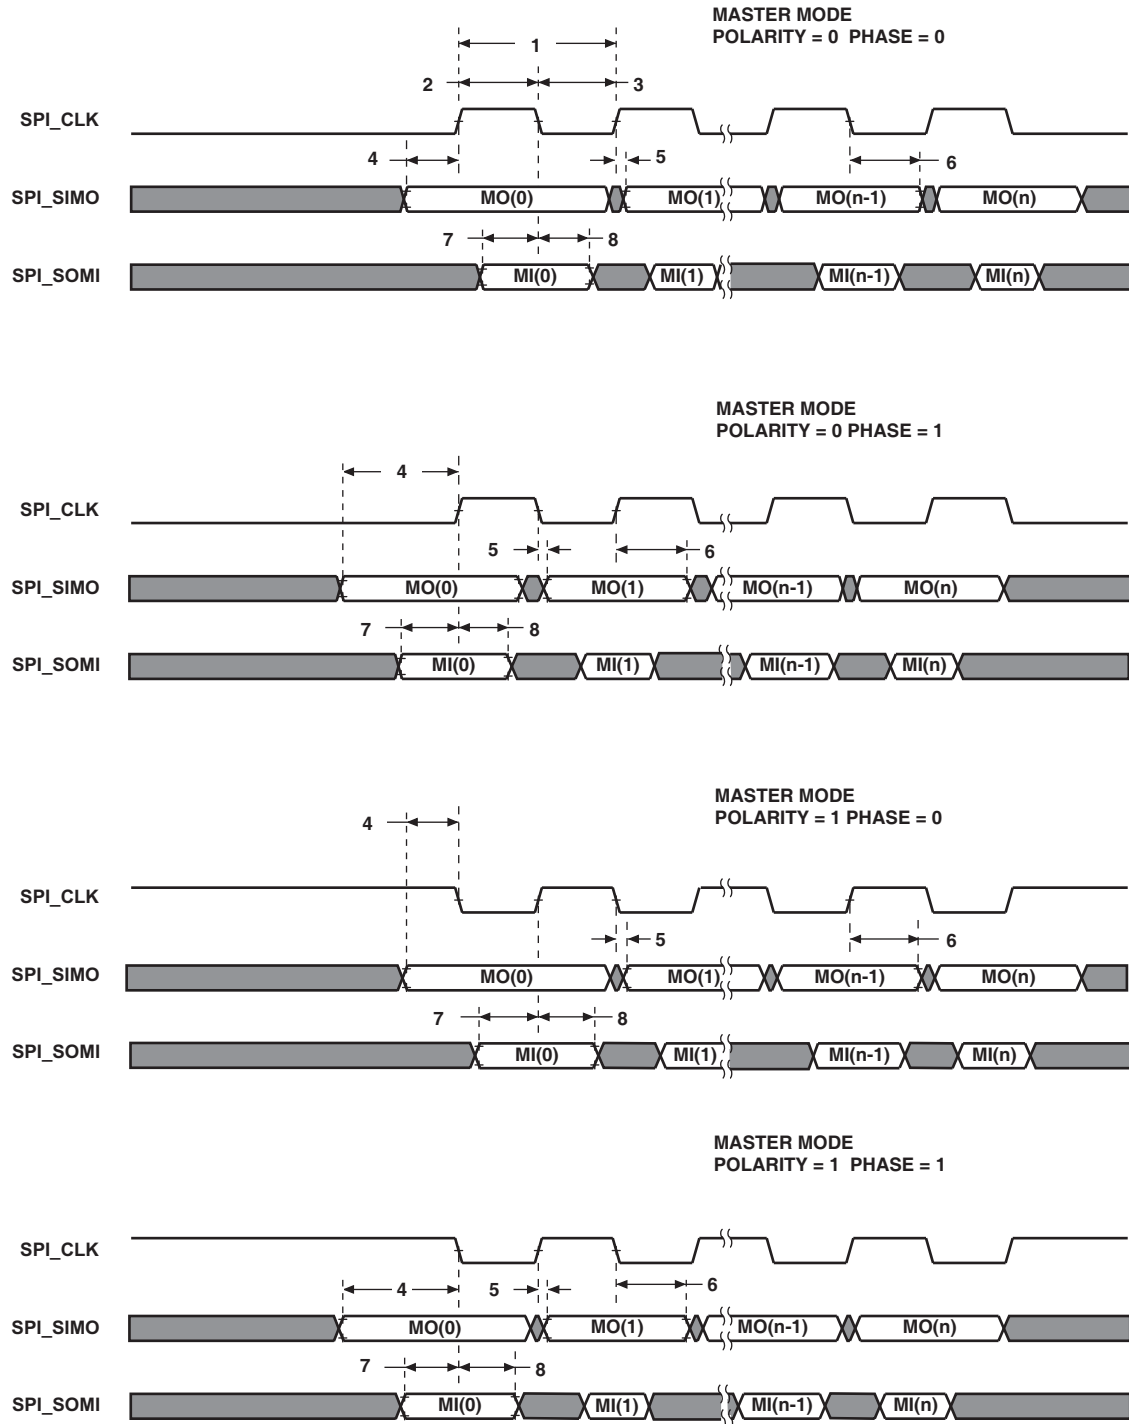 MASTER MODE
POLARITY = 0 PHASE = 0
1
2
3
SPI_CLK
4
5
6
SPI_SIMO
MO(0)
MO(1)
MO(n-1)
MO(n)
7
8
SPI_SOMI
MI(0)
MI(1)
MI(n-1)
MI(n)
MASTER MODE
POLARITY = 0 PHASE = 1
4
SPI_CLK
5
6
SPI_SIMO
MO(0)
MO(1)
MO(n-1)
MO(n)
7
8
SPI_SOMI
MI(0)
MI(1)
MI(n-1)
MI(n)
MASTER MODE
POLARITY = 1 PHASE = 0
4
SPI_CLK
5
6
SPI_SIMO
MO(0)
MO(1)
MO(n-1)
MO(n)
7
8
SPI_SOMI
MI(0)
MI(1)
MI(n-1)
MI(n)
MASTER MODE
POLARITY = 1 PHASE = 1
SPI_CLK
4
5
6
SPI_SIMO
MO(0)
MO(1)
MO(n-1)
MO(n)
7
8
SPI_SOMI
MI(0)
MI(1)
MI(n-1)
MI(n)